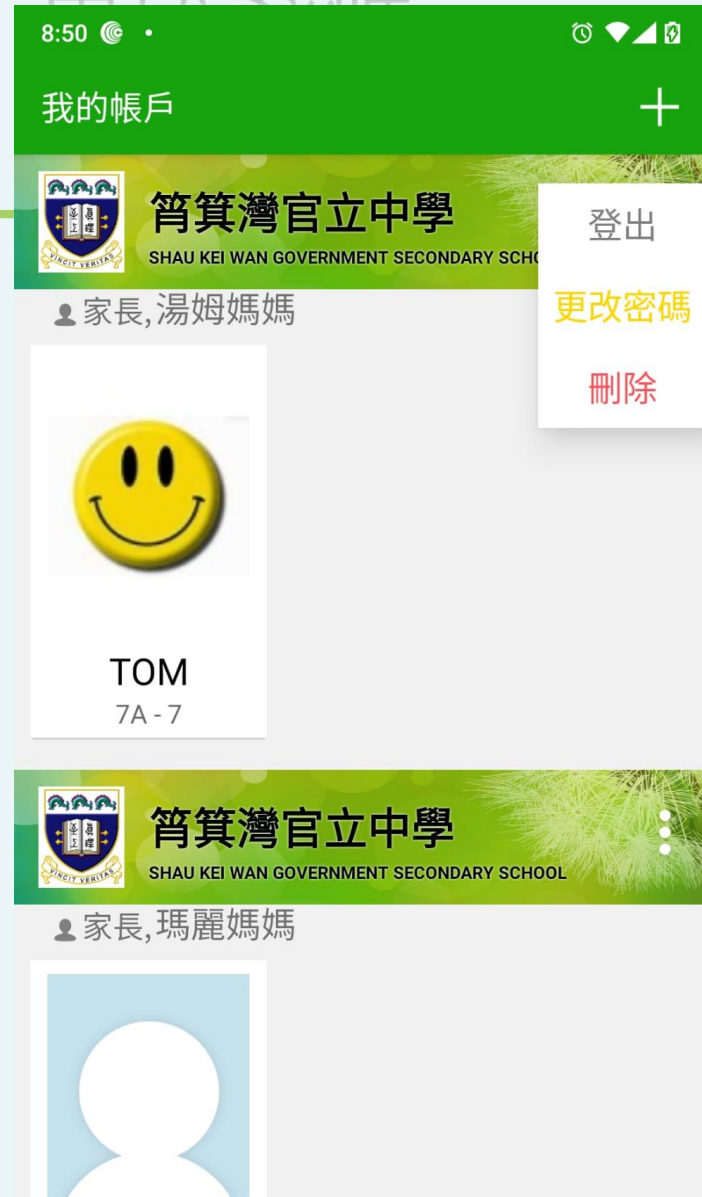 8:50
我的帳戶
筲箕灣官立中學
SHAU KEI WAN GOVERNMENT SECONDARY SCHO
登出
更改密碼
刪除
家長,湯姆媽媽
TOM
7A - 7
筲箕灣官立中學
SHAU KEI WAN GOVERNMENT SECONDARY SCHOOL
家長,瑪麗媽媽
VINCIT VERITAS